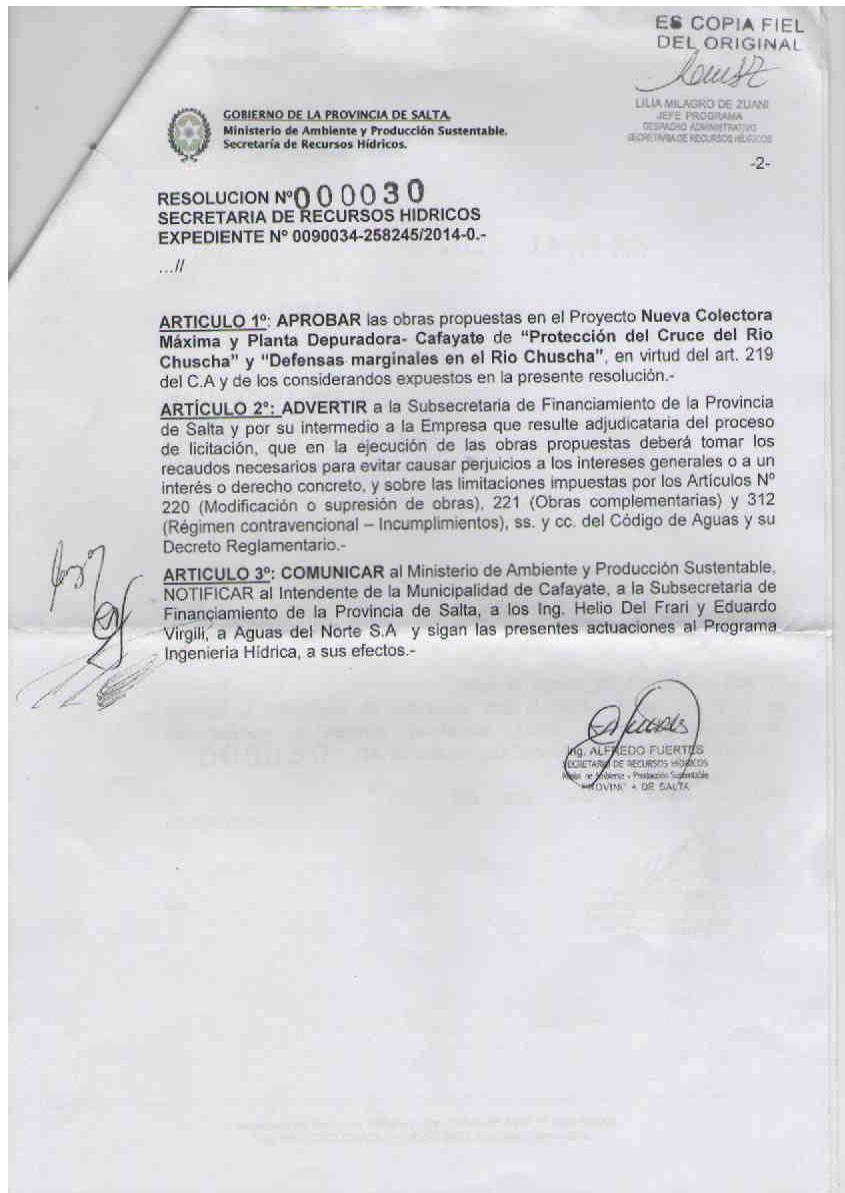 ES COPIA FIEL
DEL ORIGINAL
LILIA MILAGRO DE ZUANI
JEFE PROGRAMA
DESPACHO ADMINISTRATIVO
SECRETARIA DE RECURSOS HIDRICOS
GOBIERNO DE LA PROVINCIA DE SALTA
Ministerio de Ambiente y Producción Sustentable.
Secretaría de Recursos Hídricos.
-2-
RESOLUCION Nº 000030
SECRETARIA DE RECURSOS HIDRICOS
EXPEDIENTE Nº 0090034-258245/2014-0.-
...//
ARTICULO 1º: APROBAR las obras propuestas en el Proyecto Nueva Colectora
Máxima y Planta Depuradora- Cafayate de “Protección del Cruce del Rio
Chuscha” y “Defensas marginales en el Rio Chuscha”, en virtud del art. 219
del C.A y de los considerandos expuestos en la presente resolución.-
ARTÍCULO 2º: ADVERTIR a la Subsecretaria de Financiamiento de la Provincia
de Salta y por su intermedio a la Empresa que resulte adjudicataria del proceso
de licitación, que en la ejecución de las obras propuestas deberá tomar los
recaudos necesarios para evitar causar perjuicios a los intereses generales o a un
interés o derecho concreto, y sobre las limitaciones impuestas por los Artículos Nº
220 (Modificación o supresión de obras), 221 (Obras complementarias) y 312
(Régimen contravencional – Incumplimientos), ss. y cc. del Código de Aguas y su
Decreto Reglamentario.-
ARTICULO 3º: COMUNICAR al Ministerio de Ambiente y Producción Sustentable,
NOTIFICAR al Intendente de la Municipalidad de Cafayate, a la Subsecretaria de
Financiamiento de la Provincia de Salta, a los Ing. Helio Del Frari y Eduardo
Virgili, a Aguas del Norte S.A y sigan las presentes actuaciones al Programa
Ingenieria Hídrica, a sus efectos.-
Ing. ALFREDO FUERTES
SECRETARIO DE RECURSOS HIDRICOS
de Ambiente y Producción Sustentable
PROVINCIA DE SALTA